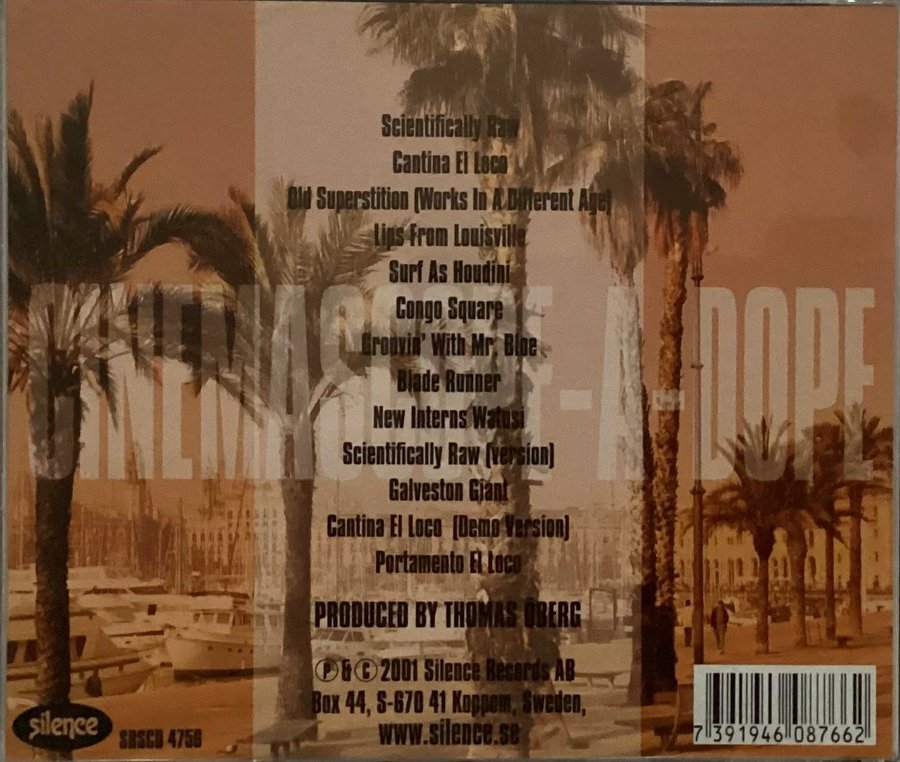 Scientifically Raw
Cantina El Loco
Old Superstition (Works In A Different Age)
Lips From Louisville
Surf As Houdini
Congo Square
Groovin' With Mr. Blue
Blade Runner
New Interns Watusi
Scientifically Raw (version)
Galveston Giant
Cantina El Loco (Demo Version)
Portamento El Loco
CINEMASCOPE-A-DOPE
PRODUCED BY THOMAS ÖBERG
Ⓟ & © 2001 Silence Records AB
Box 44, S-670 41 Koppom, Sweden,
www.silence.se
silence
SRSCD 4756
7 391946 087662